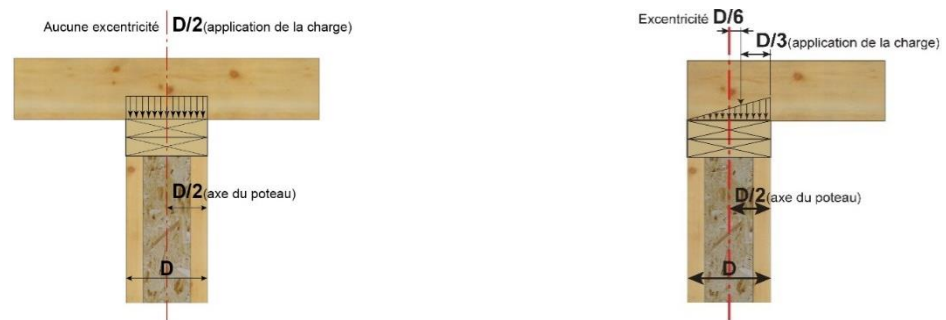 Aucune excentricité D/2(application de la charge)
D/2(axe du poteau)
D
Excentricité D/6
D/3(application de la charge)
D/2(axe du poteau)
D